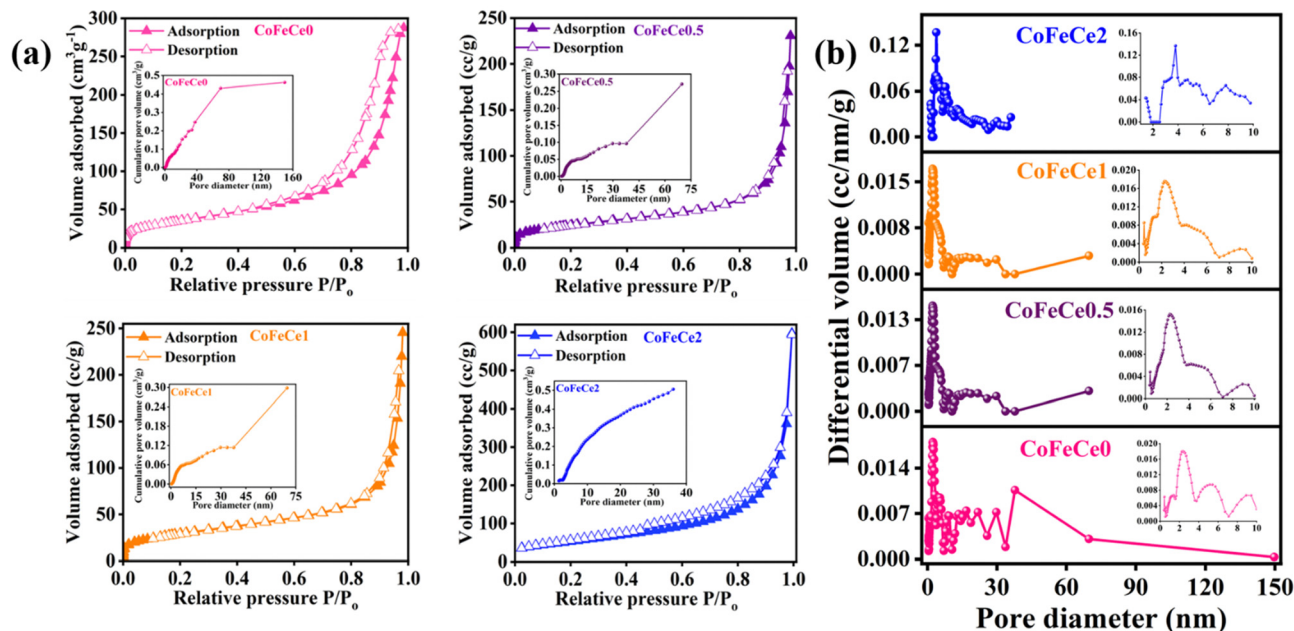 (a)
Volume adsorbed (cm³g⁻¹)
300
250
200
150
100
50
0
Adsorption CoFeCe0
Desorption
CoFeCe0
Cumulative pore volume (cm³/g)
0.5
0.4
0.3
0.2
0.1
0.0
0 40 80 120 160
Pore diameter (nm)
0.0 0.2 0.4 0.6 0.8 1.0
Relative pressure P/Pₒ
Volume adsorbed (cc/g)
250
200
150
100
50
0
Adsorption CoFeCe0.5
Desorption
CoFeCe0.5
Cumulative pore volume (cm³/g)
0.30
0.25
0.20
0.15
0.10
0.05
0.00
0 15 30 45 60 75
Pore diameter (nm)
0.0 0.2 0.4 0.6 0.8 1.0
Relative pressure P/Pₒ
Volume adsorbed (cc/g)
250
200
150
100
50
0
Adsorption CoFeCe1
Desorption
CoFeCe1
Cumulative pore volume (cm³/g)
0.30
0.24
0.18
0.12
0.06
0.00
0 15 30 45 60 75
Pore diameter (nm)
0.0 0.2 0.4 0.6 0.8 1.0
Relative pressure P/Pₒ
Volume adsorbed (cc/g)
600
500
400
300
200
100
0
Adsorption CoFeCe2
Desorption
CoFeCe2
Cumulative pore volume (cm³/g)
0.5
0.4
0.3
0.2
0.1
0.0
0 10 20 30 40
Pore diameter (nm)
0.0 0.2 0.4 0.6 0.8 1.0
Relative pressure P/Pₒ
(b)
Differential volume (cc/nm/g)
CoFeCe2
0.12
0.06
0.00
0.16
0.12
0.08
0.04
0.00
2 4 6 8 10
CoFeCe1
0.015
0.008
0.000
0.020
0.016
0.012
0.008
0.004
0.000
0 2 4 6 8 10
CoFeCe0.5
0.013
0.007
0.000
0.016
0.012
0.008
0.004
0.000
0 2 4 6 8 10
CoFeCe0
0.014
0.007
0.000
0.020
0.016
0.012
0.008
0.004
0.000
0 2 4 6 8 10
0 30 60 90 120 150
Pore diameter (nm)